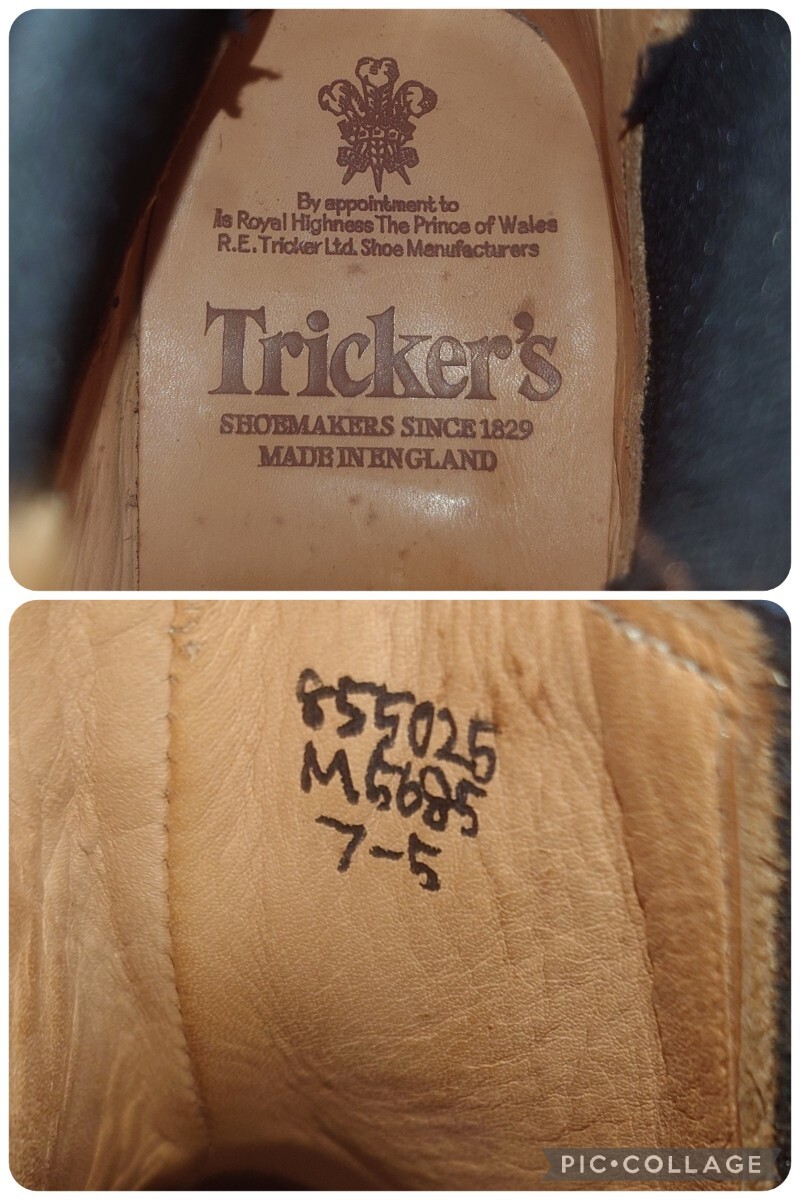 By appointment to
His Royal Highness The Prince of Wales
R.E. Tricker Ltd. Shoe Manufacturers
Tricker's
SHOEMAKERS SINCE 1829
MADE IN ENGLAND
855025
M5685
7-5
PIC•COLLAGE